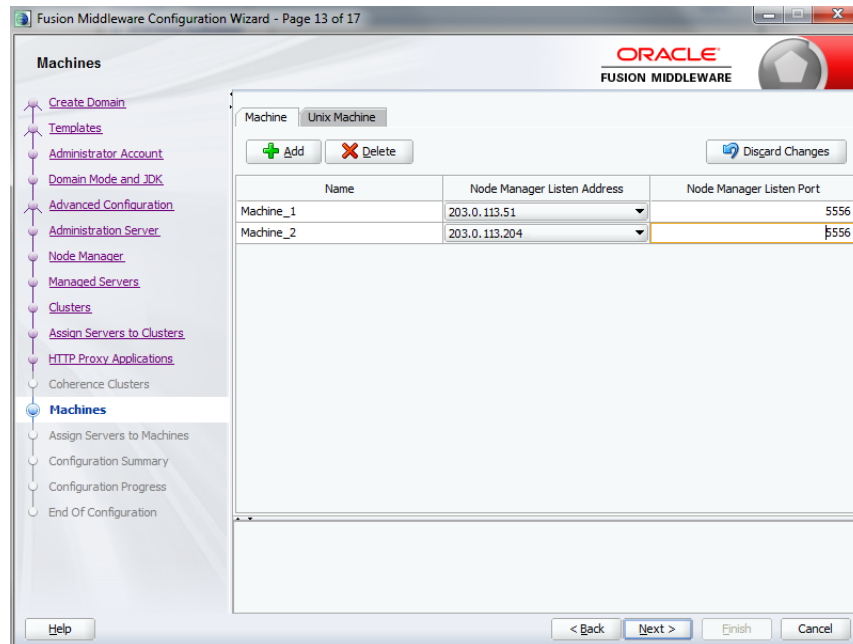 Fusion Middleware Configuration Wizard - Page 13 of 17
Machines
ORACLE
FUSION MIDDLEWARE
Create Domain
Templates
Administrator Account
Domain Mode and JDK
Advanced Configuration
Administration Server
Node Manager
Managed Servers
Clusters
Assign Servers to Clusters
HTTP Proxy Applications
Coherence Clusters
Machines
Assign Servers to Machines
Configuration Summary
Configuration Progress
End Of Configuration
Machine Unix Machine
Add Delete Discard Changes
Name Node Manager Listen Address Node Manager Listen Port
Machine_1 203.0.113.51 5556
Machine_2 203.0.113.204 5556
Help < Back Next > Finish Cancel